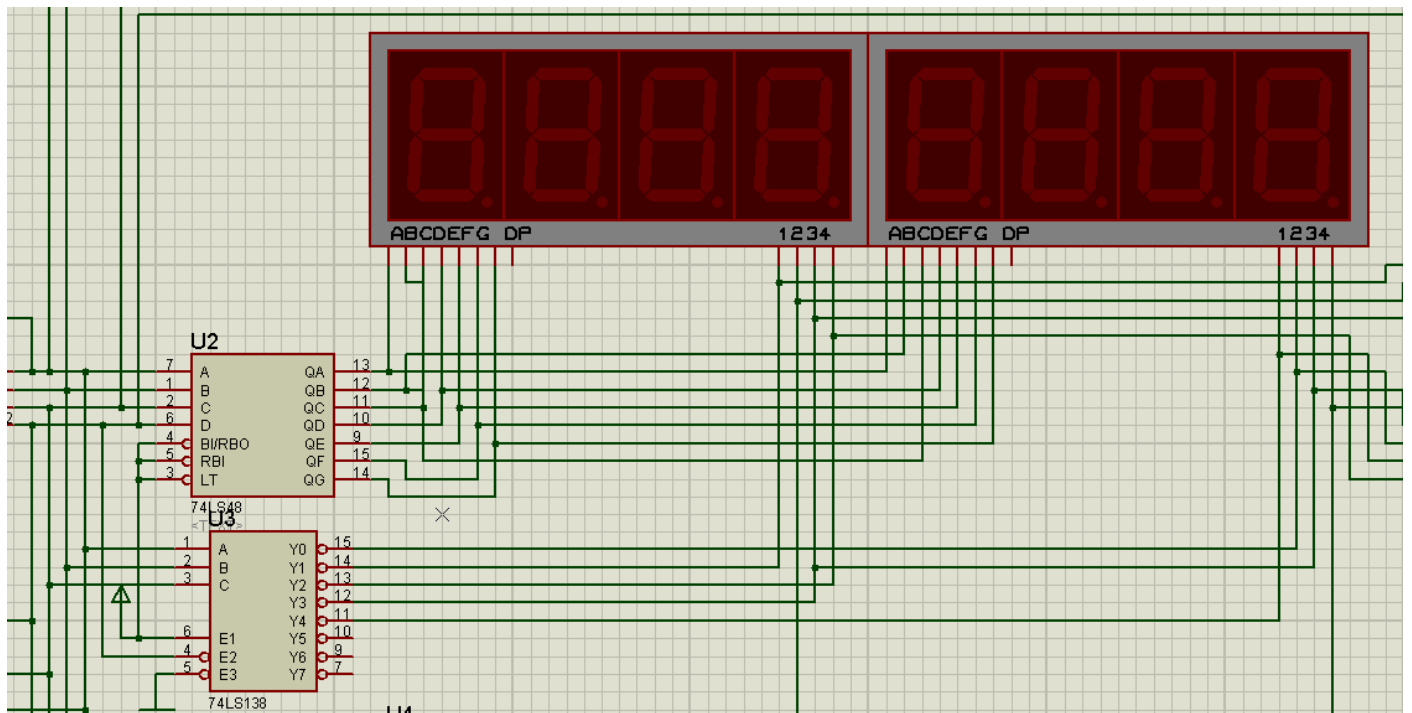 ABCDEFG DP 1234 ABCDEFG DP 1234
U2
7 A QA 13
1 B QB 12
2 C QC 11
2 6 D QD 10
4 BI/RBO QE 9
5 RBI QF 15
3 LT QG 14
74LS48
U3
1 A Y0 15
2 B Y1 14
3 C Y2 13
Y3 12
Y4 11
6 E1 Y5 10
4 E2 Y6 9
5 E3 Y7 7
74LS138